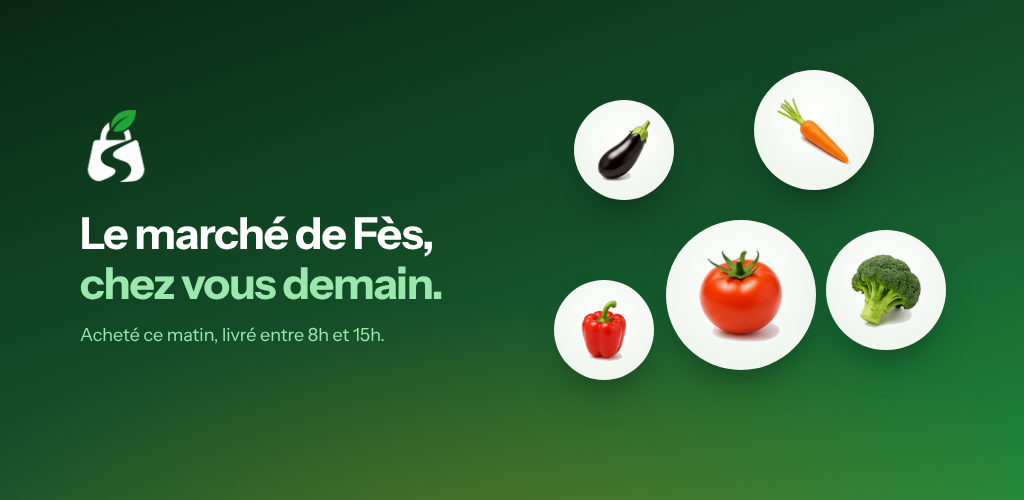 Le marché de Fès,
chez vous demain.
Acheté ce matin, livré entre 8h et 15h.